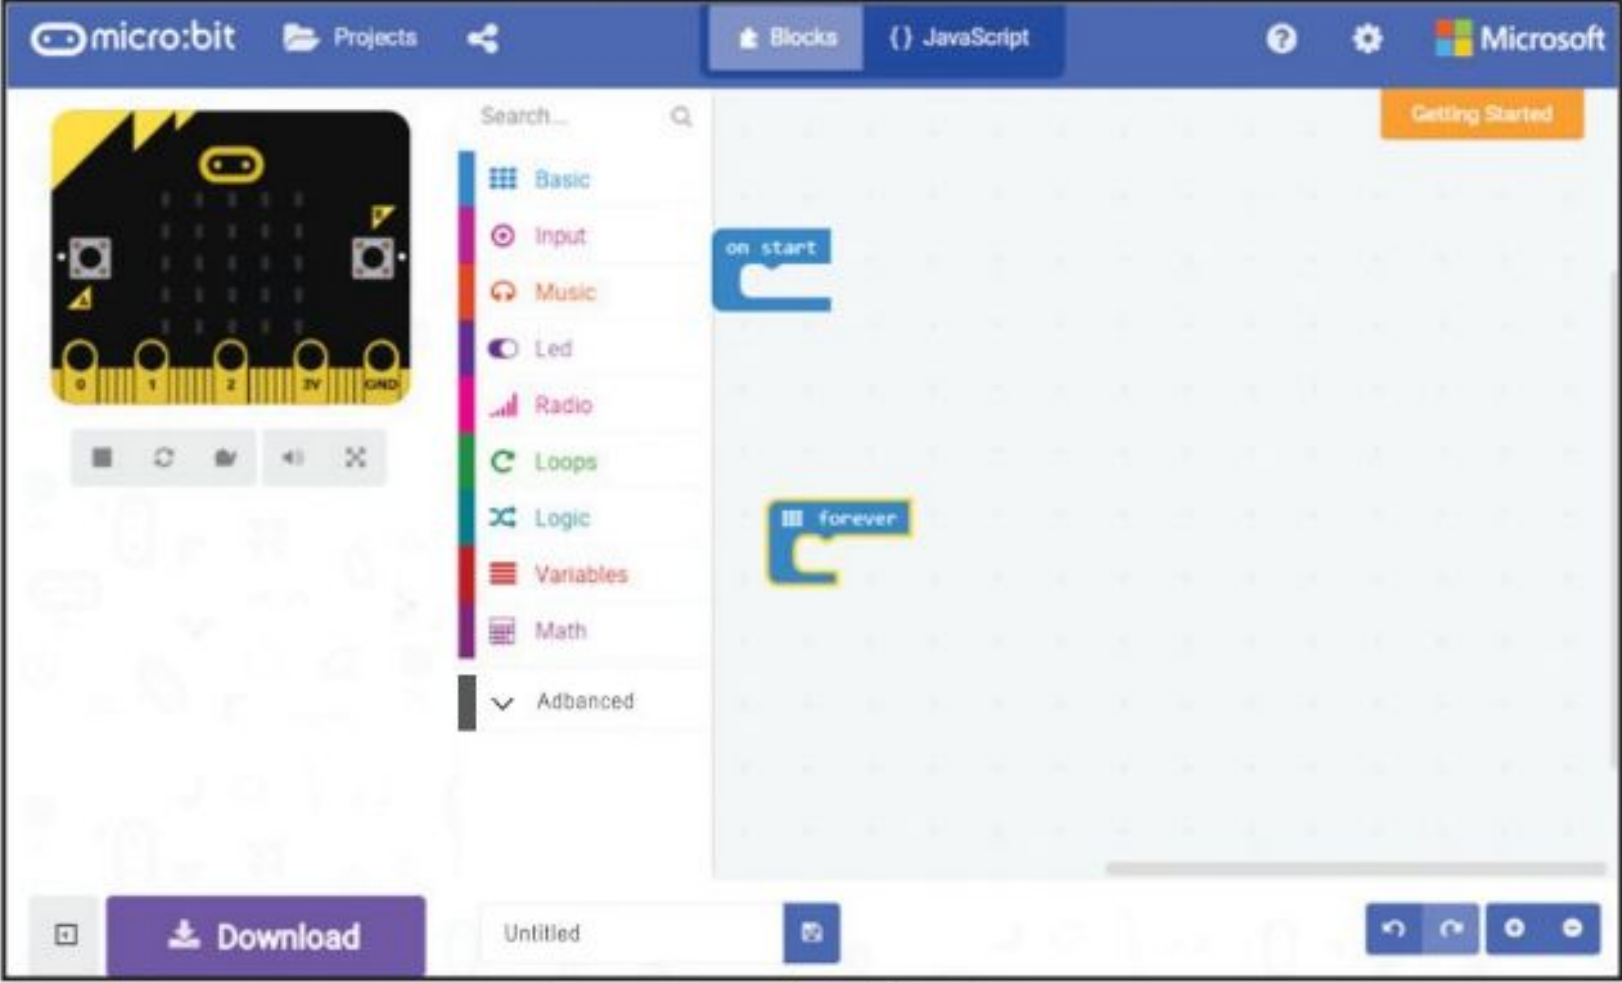 micro:bit Projects Blocks {} JavaScript ? Microsoft
Search...
Getting Started
Basic
Input
Music
Led
Radio
Loops
Logic
Variables
Math
Adbanced
on start
forever
B
A
0 1 2 3V GND
Download
Untitled